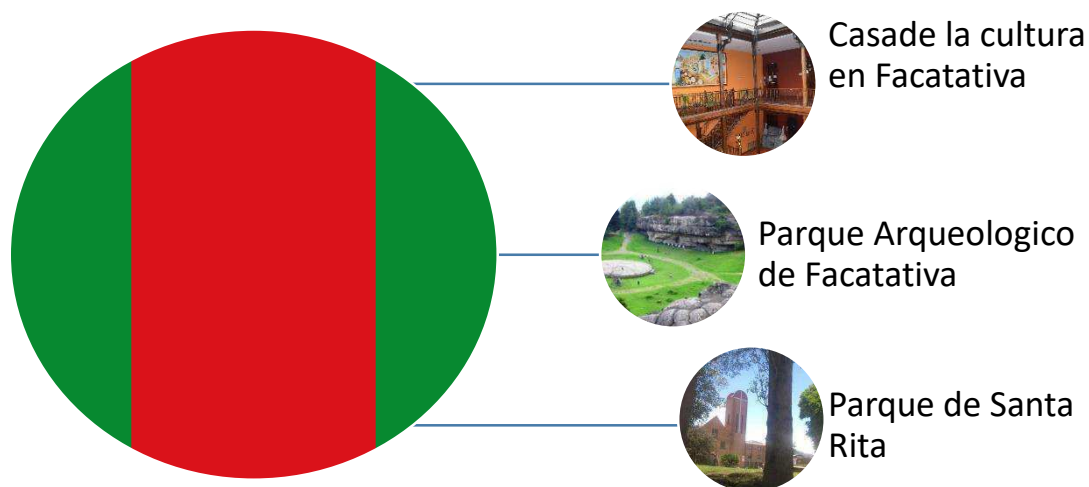 Casade la cultura
en Facatativa
Parque Arqueologico
de Facatativa
Parque de Santa
Rita